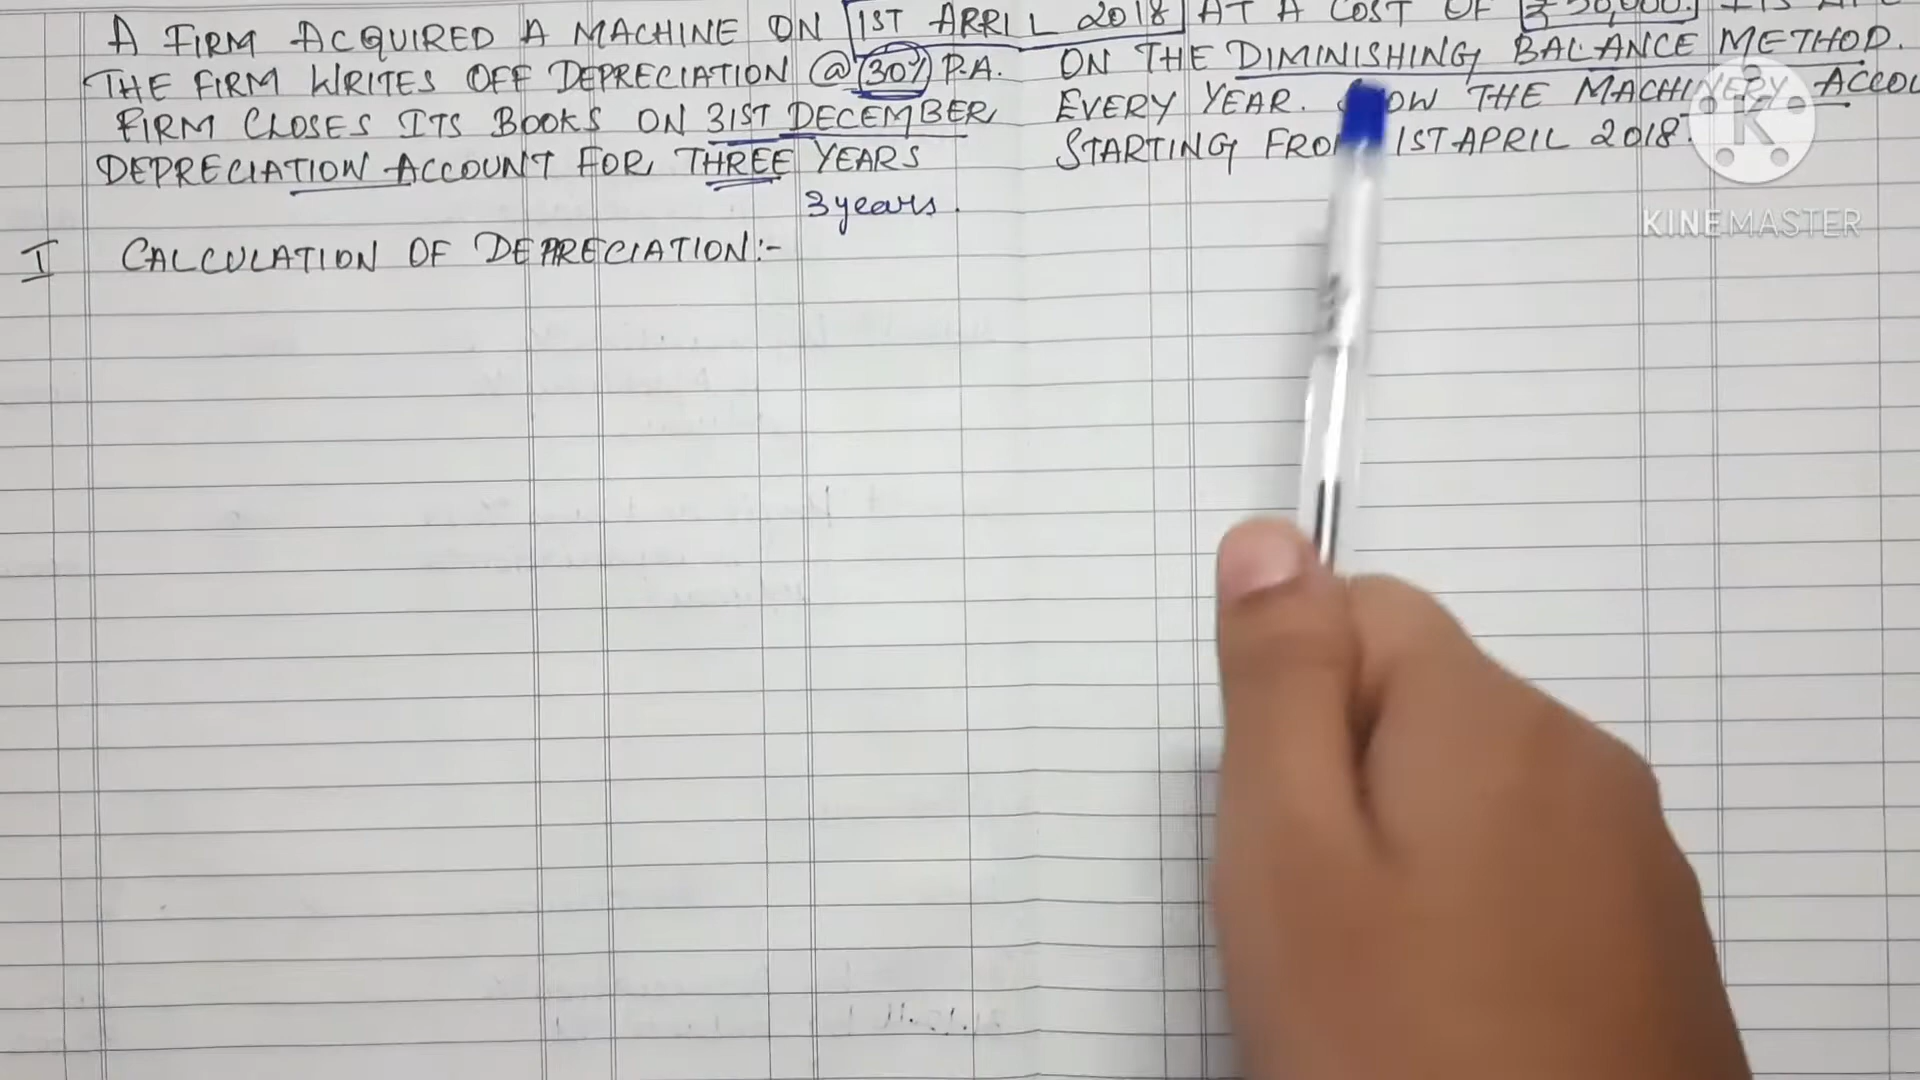 A FIRM ACQUIRED A MACHINE ON 1ST APRIL 2018 AT A COST OF
THE FIRM WRITES OFF DEPRECIATION @ 30% P.A. ON THE DIMINISHING BALANCE METHOD.
FIRM CLOSES ITS BOOKS ON 31ST DECEMBER EVERY YEAR. THE MACHINERY
DEPRECIATION ACCOUNT FOR THREE YEARS STARTING 1ST APRIL 2018.
3 years.
I CALCULATION OF DEPRECIATION:-
K
KINEMASTER